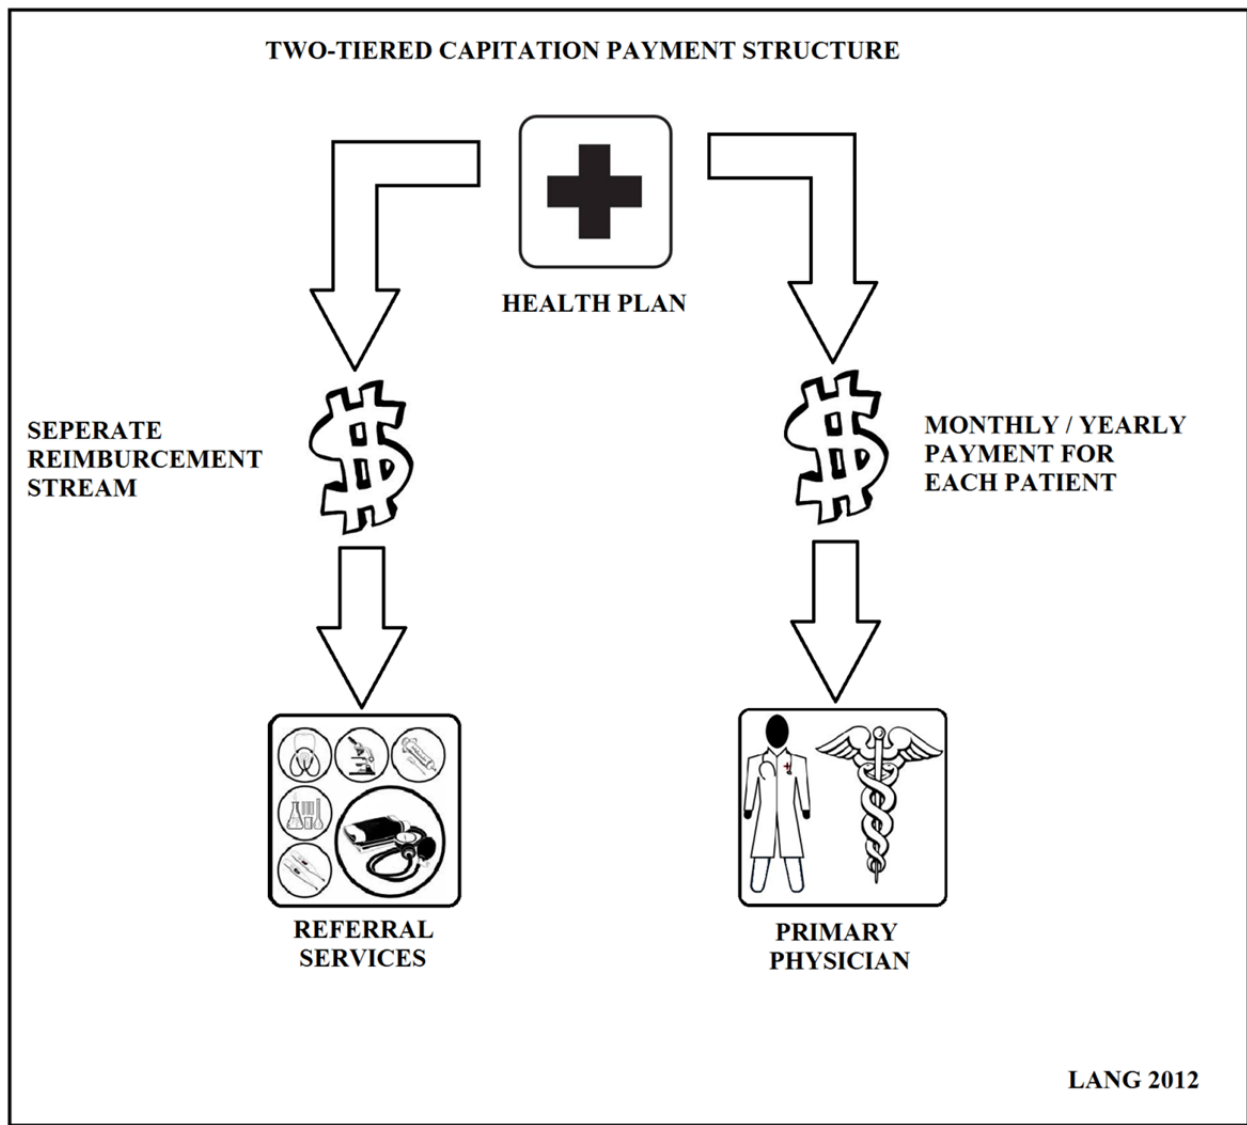 TWO-TIERED CAPITATION PAYMENT STRUCTURE
HEALTH PLAN
SEPERATE
REIMBURCEMENT
STREAM
MONTHLY / YEARLY
PAYMENT FOR
EACH PATIENT
REFERRAL
SERVICES
PRIMARY
PHYSICIAN
LANG 2012